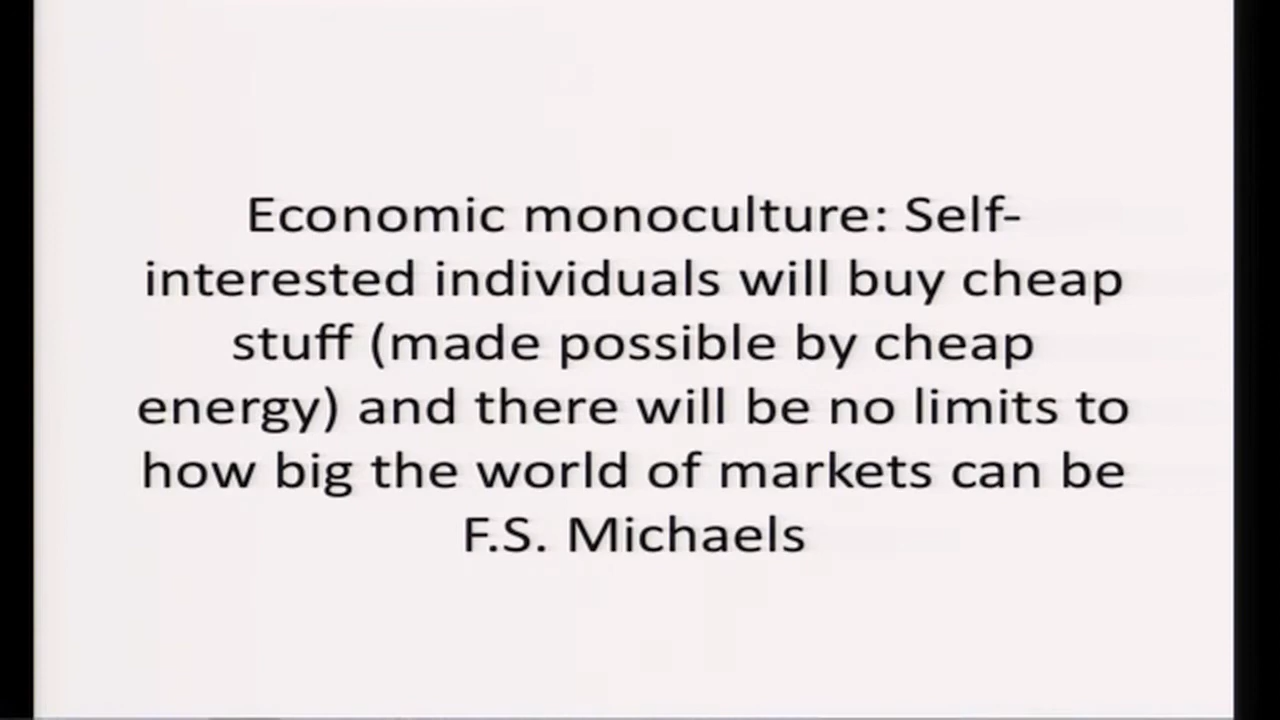 Economic monoculture: Self-
interested individuals will buy cheap
stuff (made possible by cheap
energy) and there will be no limits to
how big the world of markets can be
F.S. Michaels